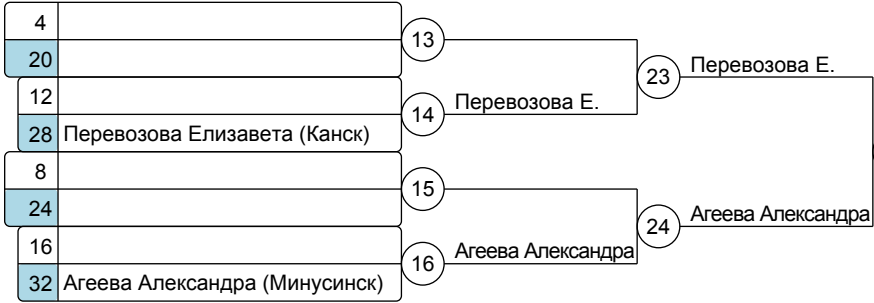 4
13
20
23 Перевозова Е.
12
14 Перевозова Е.
28 Перевозова Елизавета (Канск)
8
15
24
24 Агеева Александра
16
16 Агеева Александра
32 Агеева Александра (Минусинск)